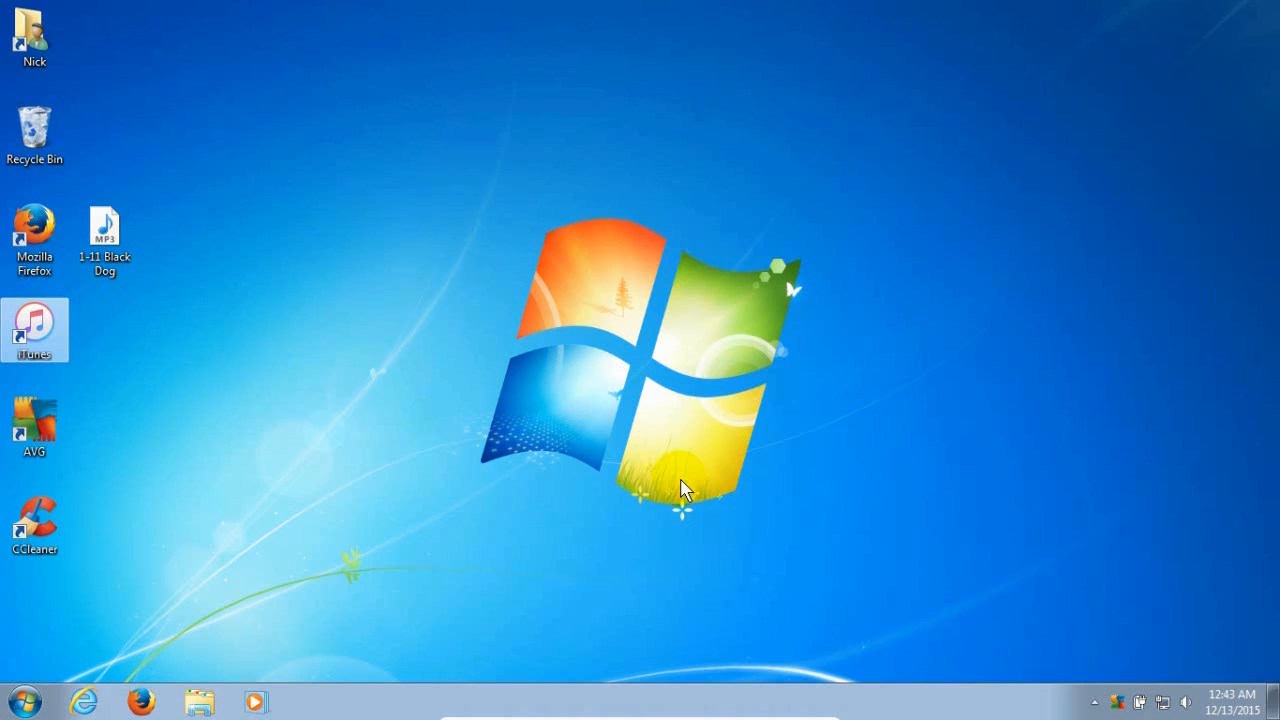 Nick
Recycle Bin
Mozilla
Firefox
MP3
1-11 Black
Dog
iTunes
AVG
CCleaner
12:43 AM
12/13/2015